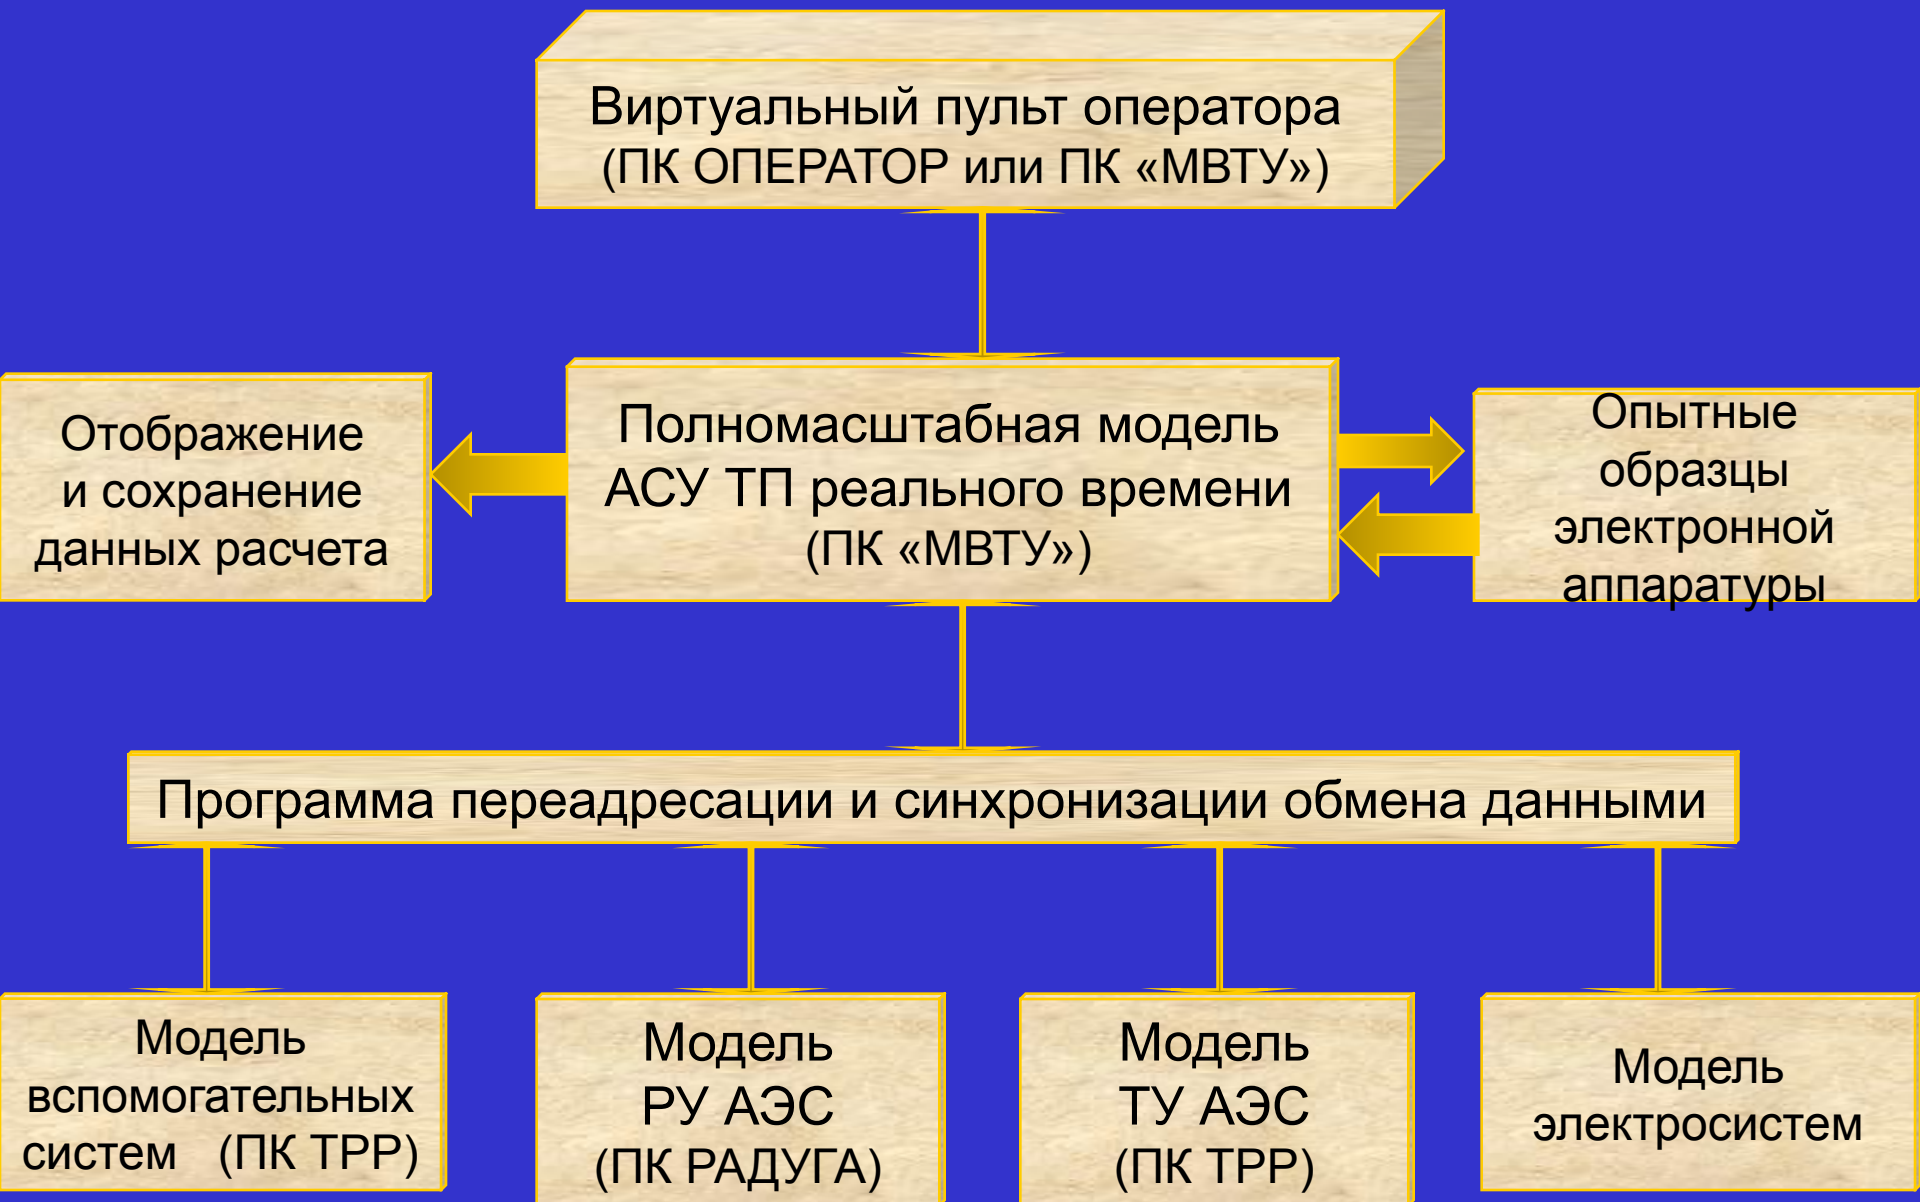 Виртуальный пульт оператора
(ПК ОПЕРАТОР или ПК «МВТУ»)
Отображение
и сохранение
данных расчета
Полномасштабная модель
АСУ ТП реального времени
(ПК «МВТУ»)
Опытные
образцы
электронной
аппаратуры
Программа переадресации и синхронизации обмена данными
Модель
вспомогательных
систем (ПК ТРР)
Модель
РУ АЭС
(ПК РАДУГА)
Модель
ТУ АЭС
(ПК ТРР)
Модель
электросистем